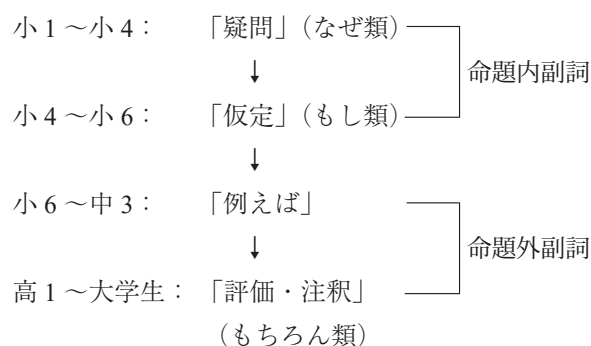 小1～小4：「疑問」（なぜ類）
↓
命題内副詞
小4～小6：「仮定」（もし類）
↓
小6～中3：「例えば」
↓
命題外副詞
高1～大学生：「評価・注釈」
（もちろん類）